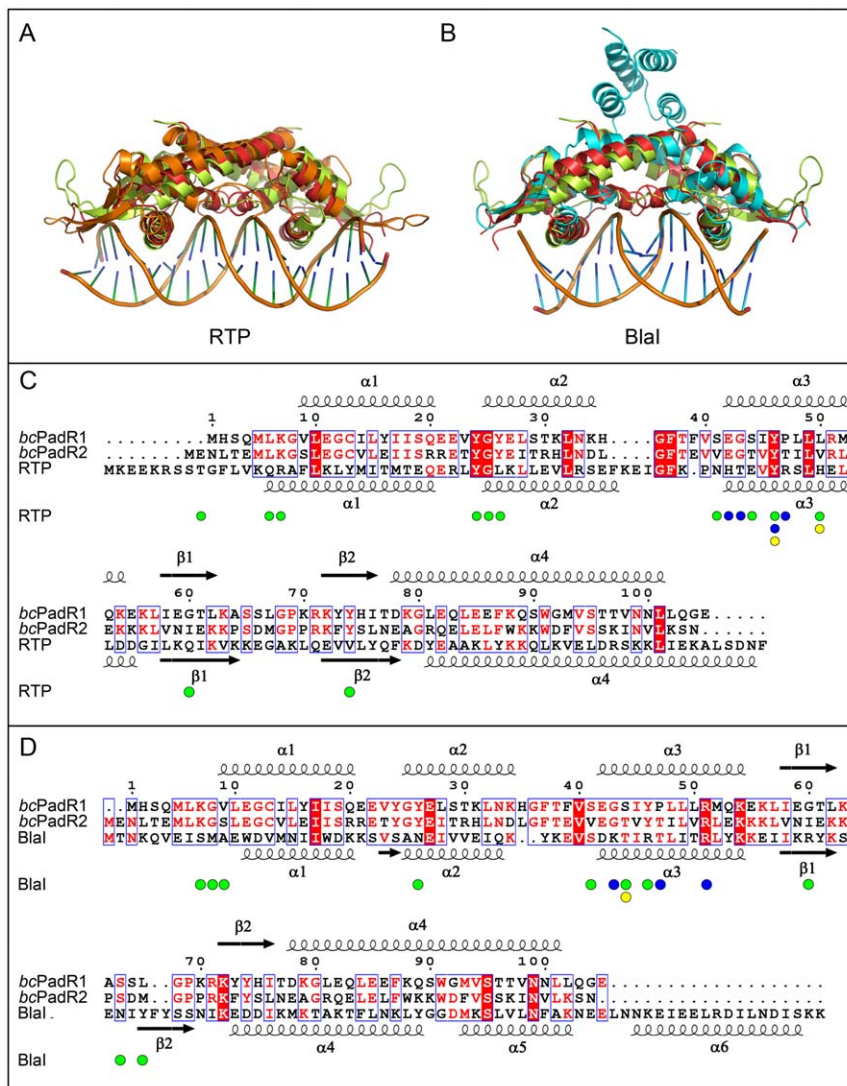 A
B
RTP
BlaI
C
α1 α2 α3
1 10 20 30 40 50
bcPadR1 .........MHSQMLKGVLEGCILYIISQEEVYGYELSTKLNKH....GFTFVSEGSIYPLLLRM
bcPadR2 .......MENLTEMLKGSLEGCVLEIISRRETYGYEITRHLNDL....GFTEVVEGTVYTILVRL
RTP MKEEKRSSTGFLVKQRAFLKLYMITMTEQERLYGLKLLEVLRSEFKEIGFK.PNHTEVYRSLHEL
α1 α2 α3
RTP
β1 β2 α4
60 70 80 90 100
bcPadR1 QKEKLIEGTLKASSLGPKRKYYHITDKGLEQLEEFKQSWGMVSTTVNNLLQGE.....
bcPadR2 EKKKLVNIEKKPSDMGPPRKFYSLNEAGRQELELFWKKWDFVSSKINVLKSN......
RTP LDDGILKQIKVKKEGAKLQEVVLYQFKDYEAAKLYKKQLKVELDRSKKLIEKALSDNF
β1 β2 α4
RTP
D
α1 α2 α3 β1
1 10 20 30 40 50 60
bcPadR1 ..MHSQMLKGVLEGCILYIISQEEVYGYELSTKLNKHGFTFVSEGSIYPLLLRMQKEKLIEGTLK
bcPadR2 MENLTEMLKGSLEGCVLEIISRRETYGYEITRHLNDLGFTEVVEGTVYTILVRLEKKKLVNIEKK
BlaI MTNKQVEISMAEWDVMNIIWDKKSVSANEIVVEIQK.YKEVSDKTIRTLITRLYKKEIIKRYKS
α1 α2 α3 β1
BlaI
β2 α4
70 80 90 100
bcPadR1 ASSL..GPKRKYYHITDKGLEQLEEFKQSWGMVSTTVNNLLQGE...................
bcPadR2 PSDM..GPPRKFYSLNEAGRQELELFWKKWDFVSSKINVLKSN....................
BlaI. ENIYFYSSNIKEDDIKMKTAKTFLNKLYGGDMKSLVLNFAKNEELNNKEIEELRDILNDISKK
β2 α4 α5 α6
BlaI